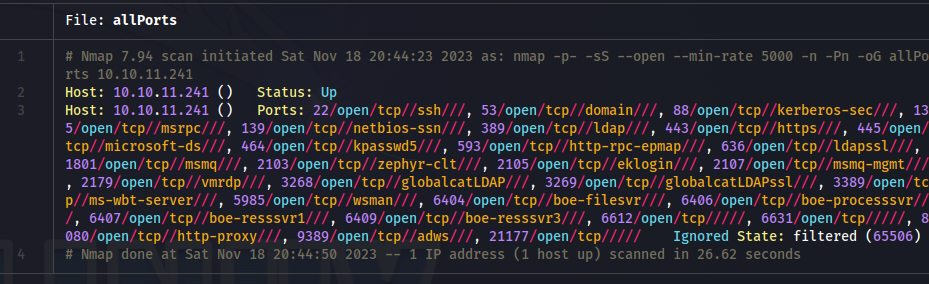 File: allPorts
1 # Nmap 7.94 scan initiated Sat Nov 18 20:44:23 2023 as: nmap -p- -sS --open --min-rate 5000 -n -Pn -oG allPo
rts 10.10.11.241
2 Host: 10.10.11.241 () Status: Up
3 Host: 10.10.11.241 () Ports: 22/open/tcp//ssh///, 53/open/tcp//domain///, 88/open/tcp//kerberos-sec///, 13
5/open/tcp//msrpc///, 139/open/tcp//netbios-ssn///, 389/open/tcp//ldap///, 443/open/tcp//https///, 445/open/
tcp//microsoft-ds///, 464/open/tcp//kpasswd5///, 593/open/tcp//http-rpc-epmap///, 636/open/tcp//ldapssl///,
1801/open/tcp//msmq///, 2103/open/tcp//zephyr-clt///, 2105/open/tcp//eklogin///, 2107/open/tcp//msmq-mgmt///
, 2179/open/tcp//vmrdp///, 3268/open/tcp//globalcatLDAP///, 3269/open/tcp//globalcatLDAPssl///, 3389/open/tc
p//ms-wbt-server///, 5985/open/tcp//wsman///, 6404/open/tcp//boe-filesvr///, 6406/open/tcp//boe-processsvr//
/, 6407/open/tcp//boe-resssvr1///, 6409/open/tcp//boe-resssvr3///, 6612/open/tcp/////, 6631/open/tcp/////, 8
080/open/tcp//http-proxy///, 9389/open/tcp//adws///, 21177/open/tcp///// Ignored State: filtered (65506)
4 # Nmap done at Sat Nov 18 20:44:50 2023 -- 1 IP address (1 host up) scanned in 26.62 seconds